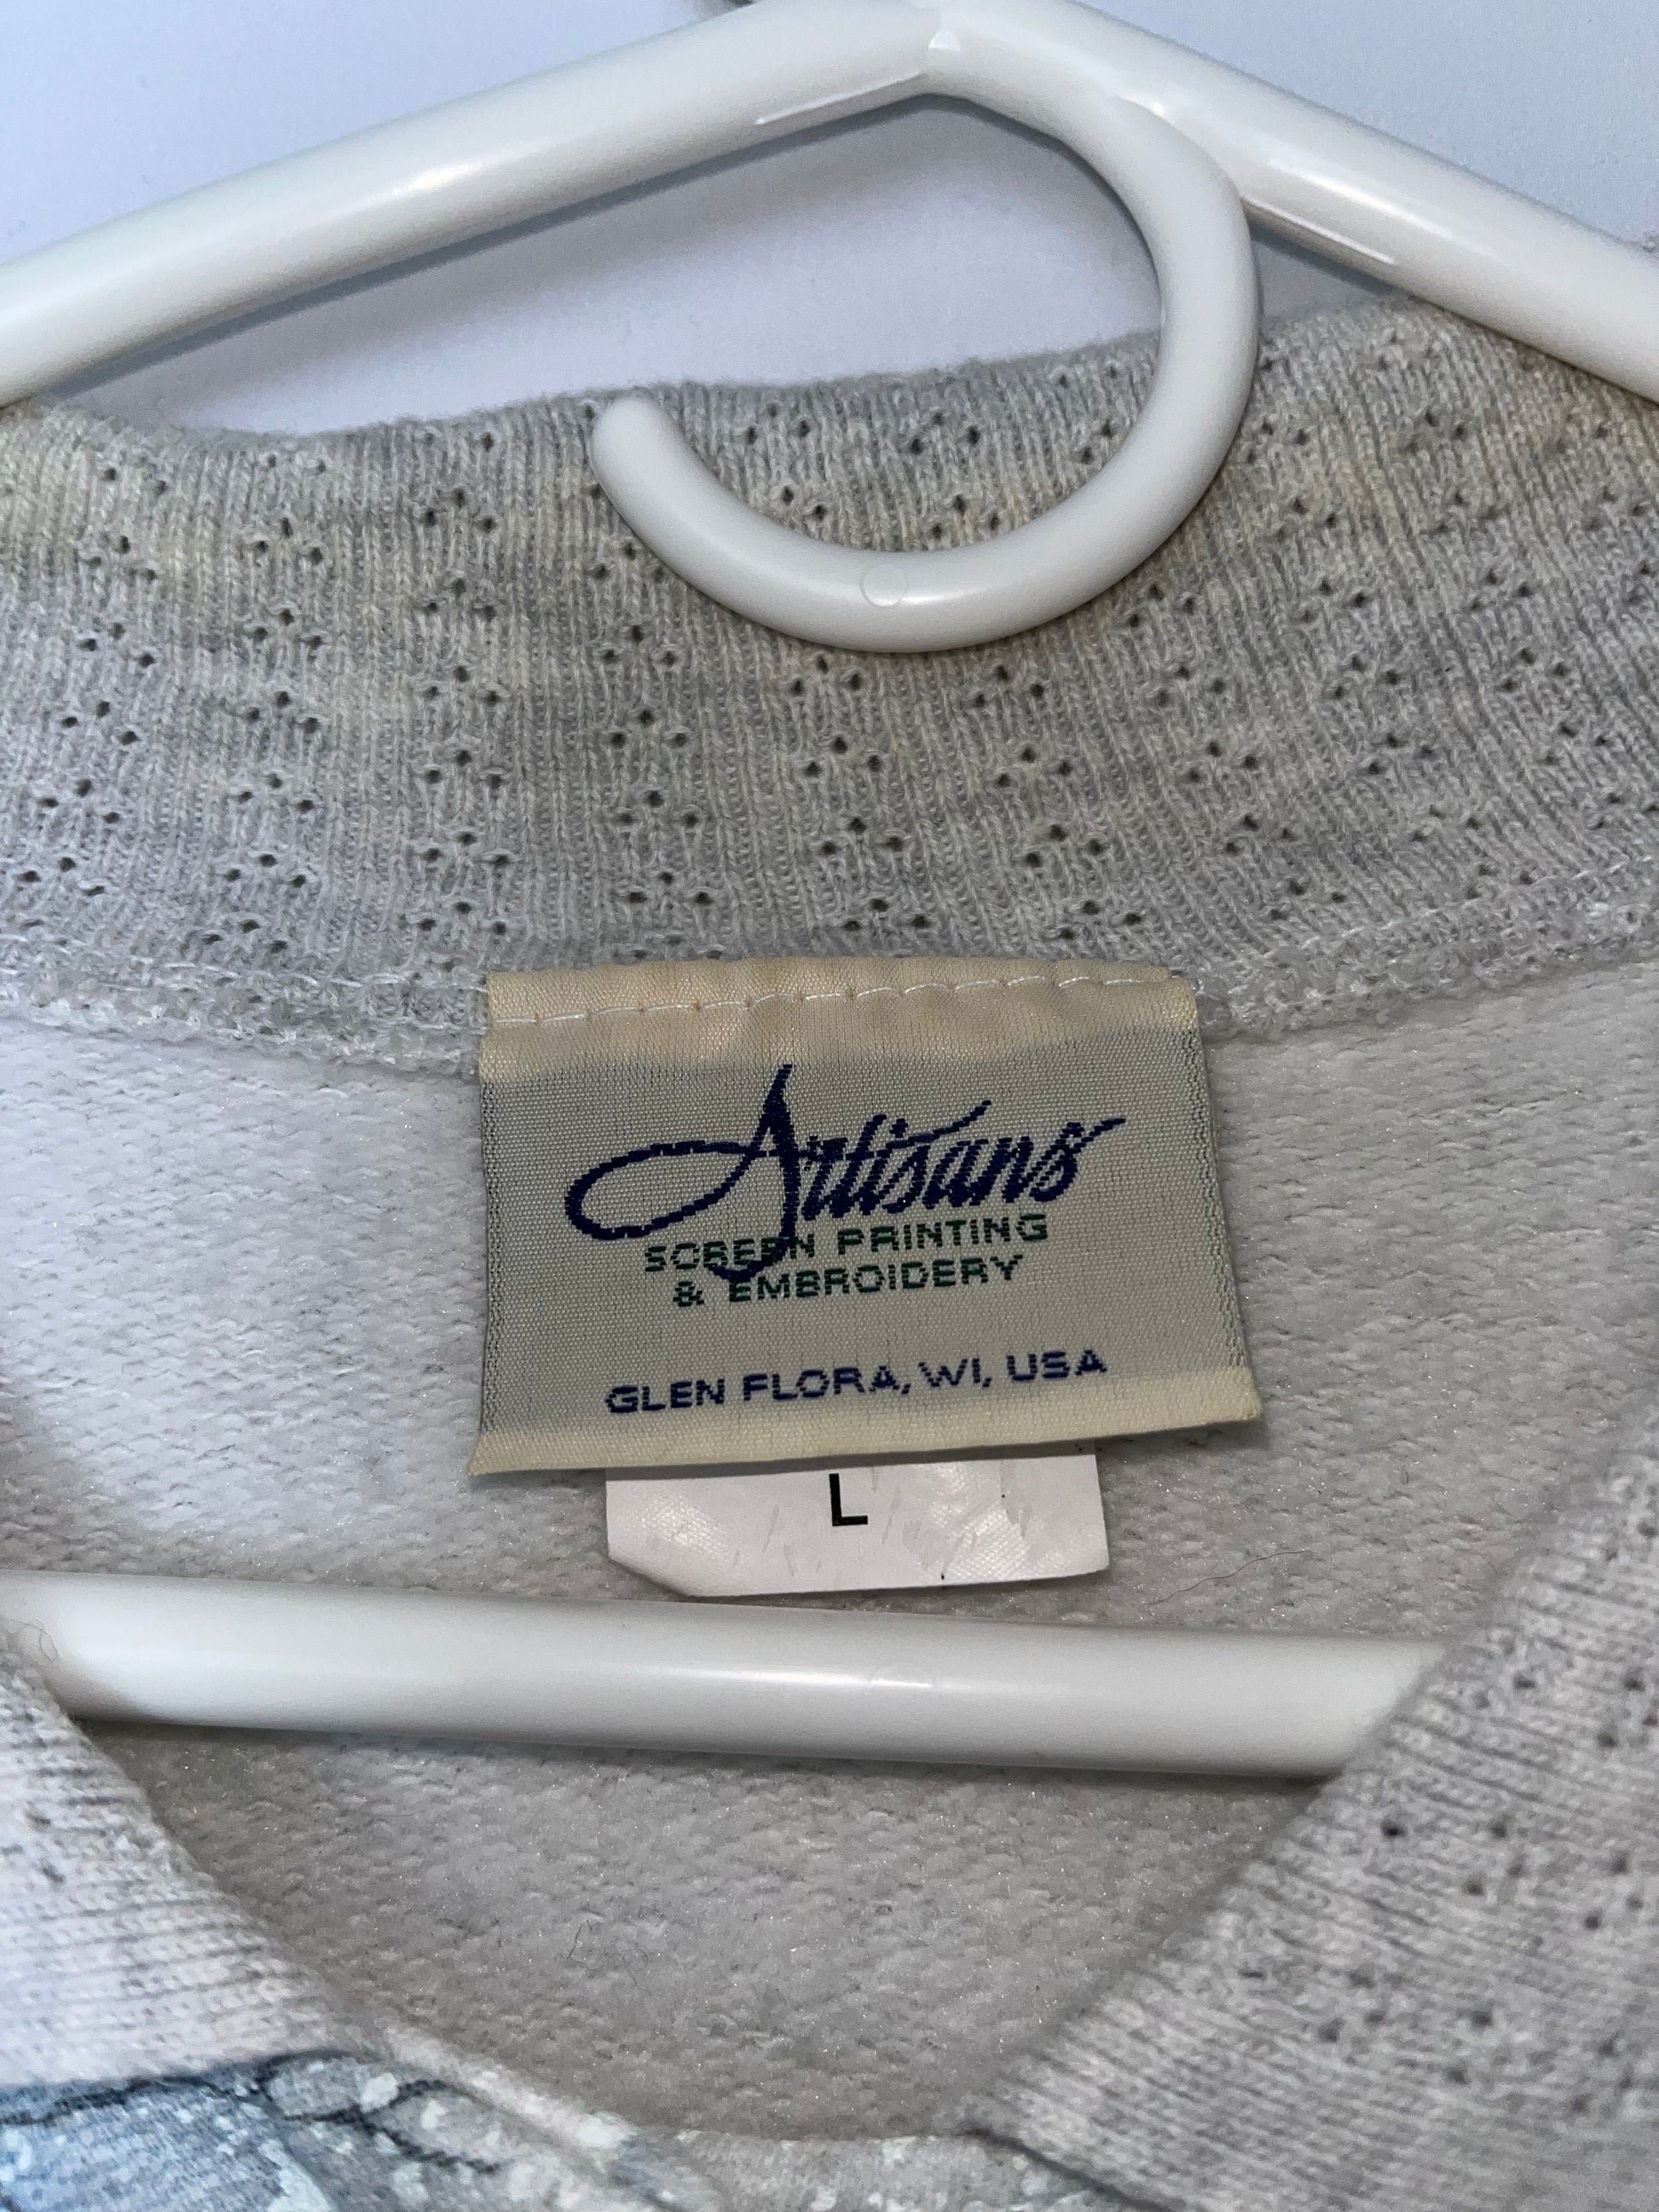 Artisans
SCREEN PRINTING
& EMBROIDERY
GLEN FLORA, WI, USA
L